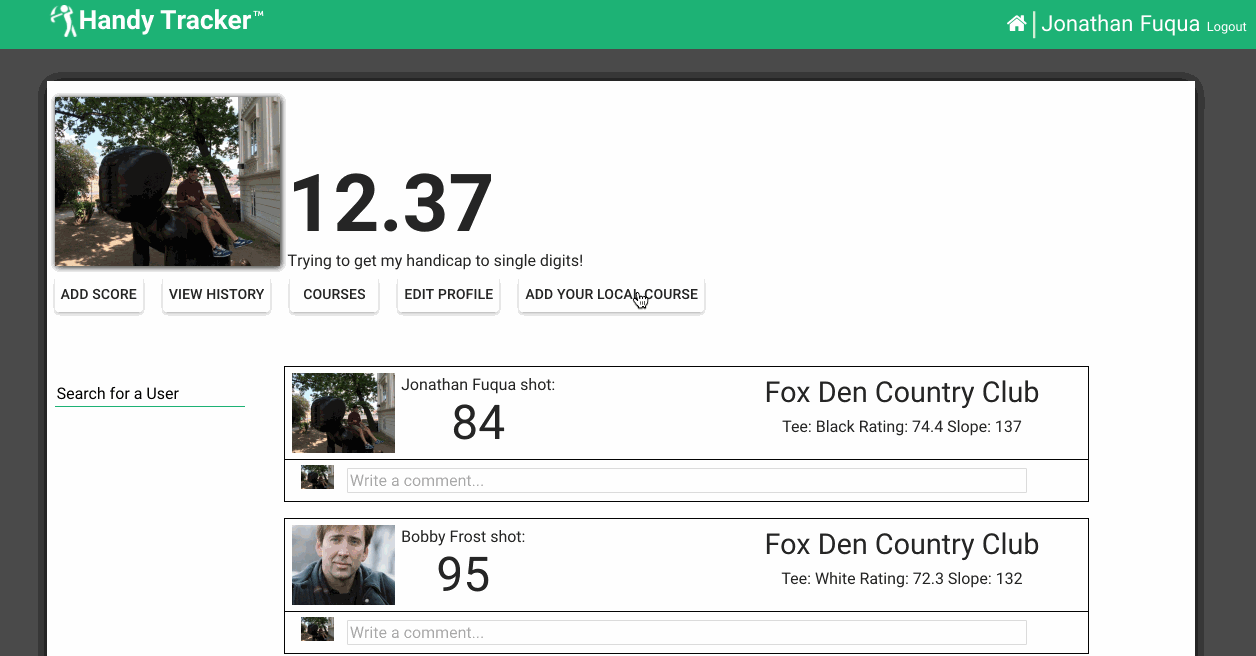 Handy Tracker™
Jonathan Fuqua Logout
12.37
Trying to get my handicap to single digits!
ADD SCORE VIEW HISTORY COURSES EDIT PROFILE ADD YOUR LOCAL COURSE
Search for a User
Jonathan Fuqua shot:
84
Fox Den Country Club
Tee: Black Rating: 74.4 Slope: 137
Write a comment...
Bobby Frost shot:
95
Fox Den Country Club
Tee: White Rating: 72.3 Slope: 132
Write a comment...